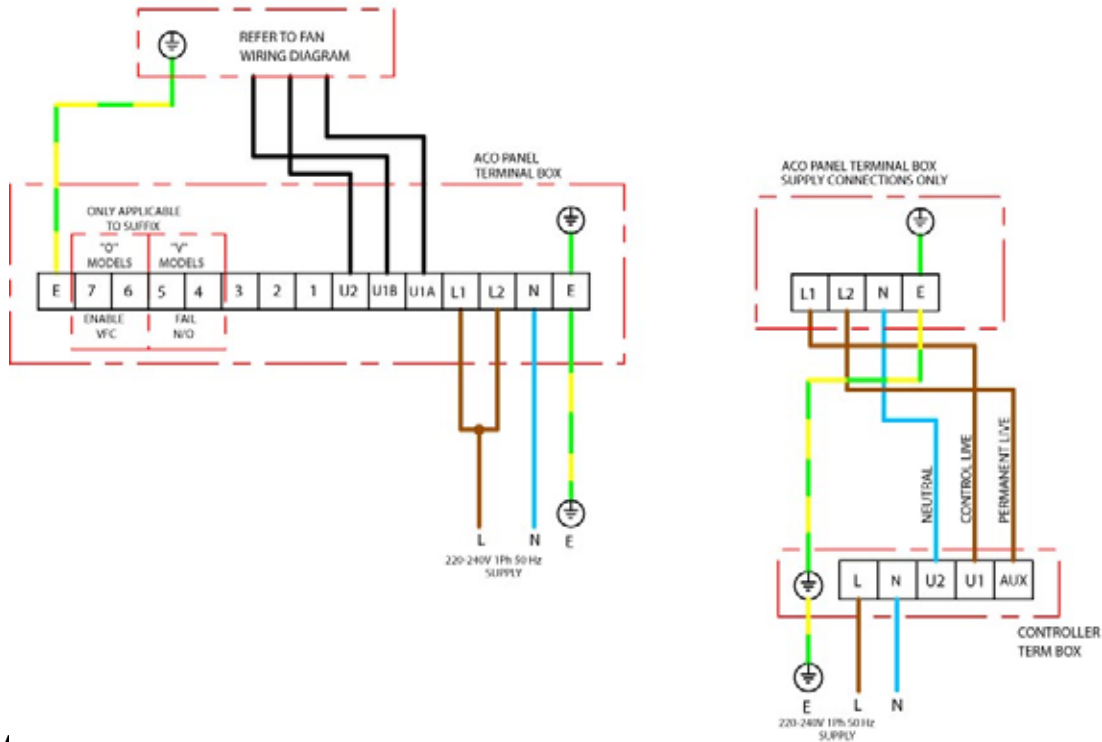 REFER TO FAN
WIRING DIAGRAM
ACO PANEL
TERMINAL BOX
ONLY APPLICABLE
TO SUFFIX
"O" "V"
MODELS MODELS
E 7 6 5 4 3 2 1 U2 U1B U1A L1 L2 N E
ENABLE FAIL
VFC N/O
L N E
220-240V 1Ph 50 Hz
SUPPLY
ACO PANEL TERMINAL BOX
SUPPLY CONNECTIONS ONLY
L1 L2 N E
NEUTRAL
CONTROL LIVE
PERMANENT LIVE
L N U2 U1 AUX
CONTROLLER
TERM BOX
E L N
220-240V 1Ph 50 Hz
SUPPLY